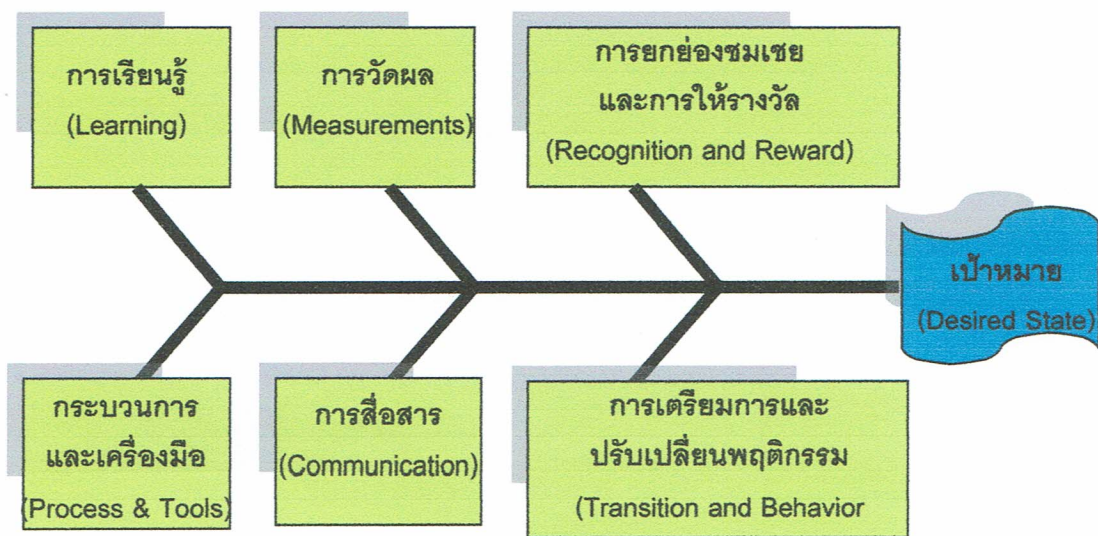 การเรียนรู้
(Learning)
การวัดผล
(Measurements)
การยกย่องชมเชย
และการให้รางวัล
(Recognition and Reward)
เป้าหมาย
(Desired State)
กระบวนการ
และเครื่องมือ
(Process & Tools)
การสื่อสาร
(Communication)
การเตรียมการและ
ปรับเปลี่ยนพฤติกรรม
(Transition and Behavior